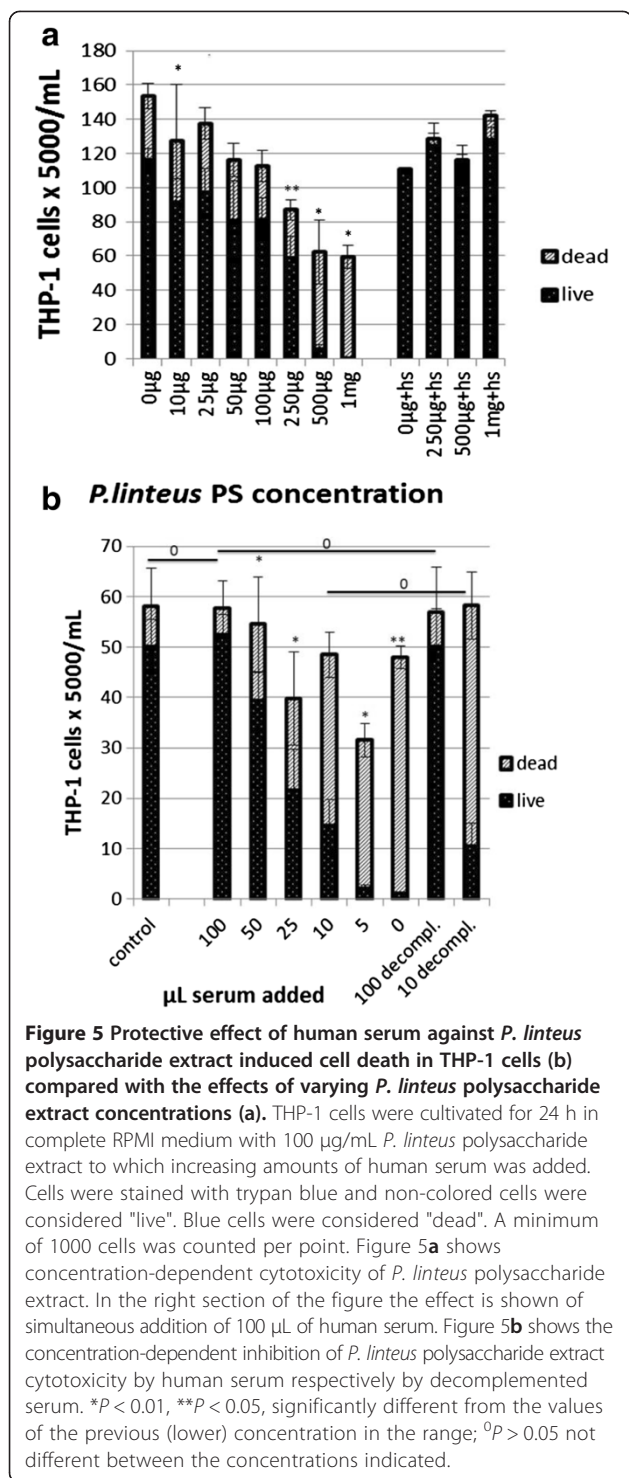 a
180
160
140
120
100
80
60
40
20
0
THP-1 cells x 5000/mL
*
**
*
*
dead
live
0µg
10µg
25µg
50µg
100µg
250µg
500µg
1mg
0µg+hs
250µg+hs
500µg+hs
1mg+hs
b P.linteus PS concentration
70
60
50
40
30
20
10
0
THP-1 cells x 5000/mL
0
0
0
*
*
*
**
dead
live
control
100
50
25
10
5
0
100 decompl.
10 decompl.
µL serum added
Figure 5 Protective effect of human serum against P. linteus
polysaccharide extract induced cell death in THP-1 cells (b)
compared with the effects of varying P. linteus polysaccharide
extract concentrations (a). THP-1 cells were cultivated for 24 h in
complete RPMI medium with 100 µg/mL P. linteus polysaccharide
extract to which increasing amounts of human serum was added.
Cells were stained with trypan blue and non-colored cells were
considered "live". Blue cells were considered "dead". A minimum
of 1000 cells was counted per point. Figure 5a shows
concentration-dependent cytotoxicity of P. linteus polysaccharide
extract. In the right section of the figure the effect is shown of
simultaneous addition of 100 µL of human serum. Figure 5b shows the
concentration-dependent inhibition of P. linteus polysaccharide extract
cytotoxicity by human serum respectively by decomplemented
serum. *P < 0.01, **P < 0.05, significantly different from the values
of the previous (lower) concentration in the range; ⁰P > 0.05 not
different between the concentrations indicated.